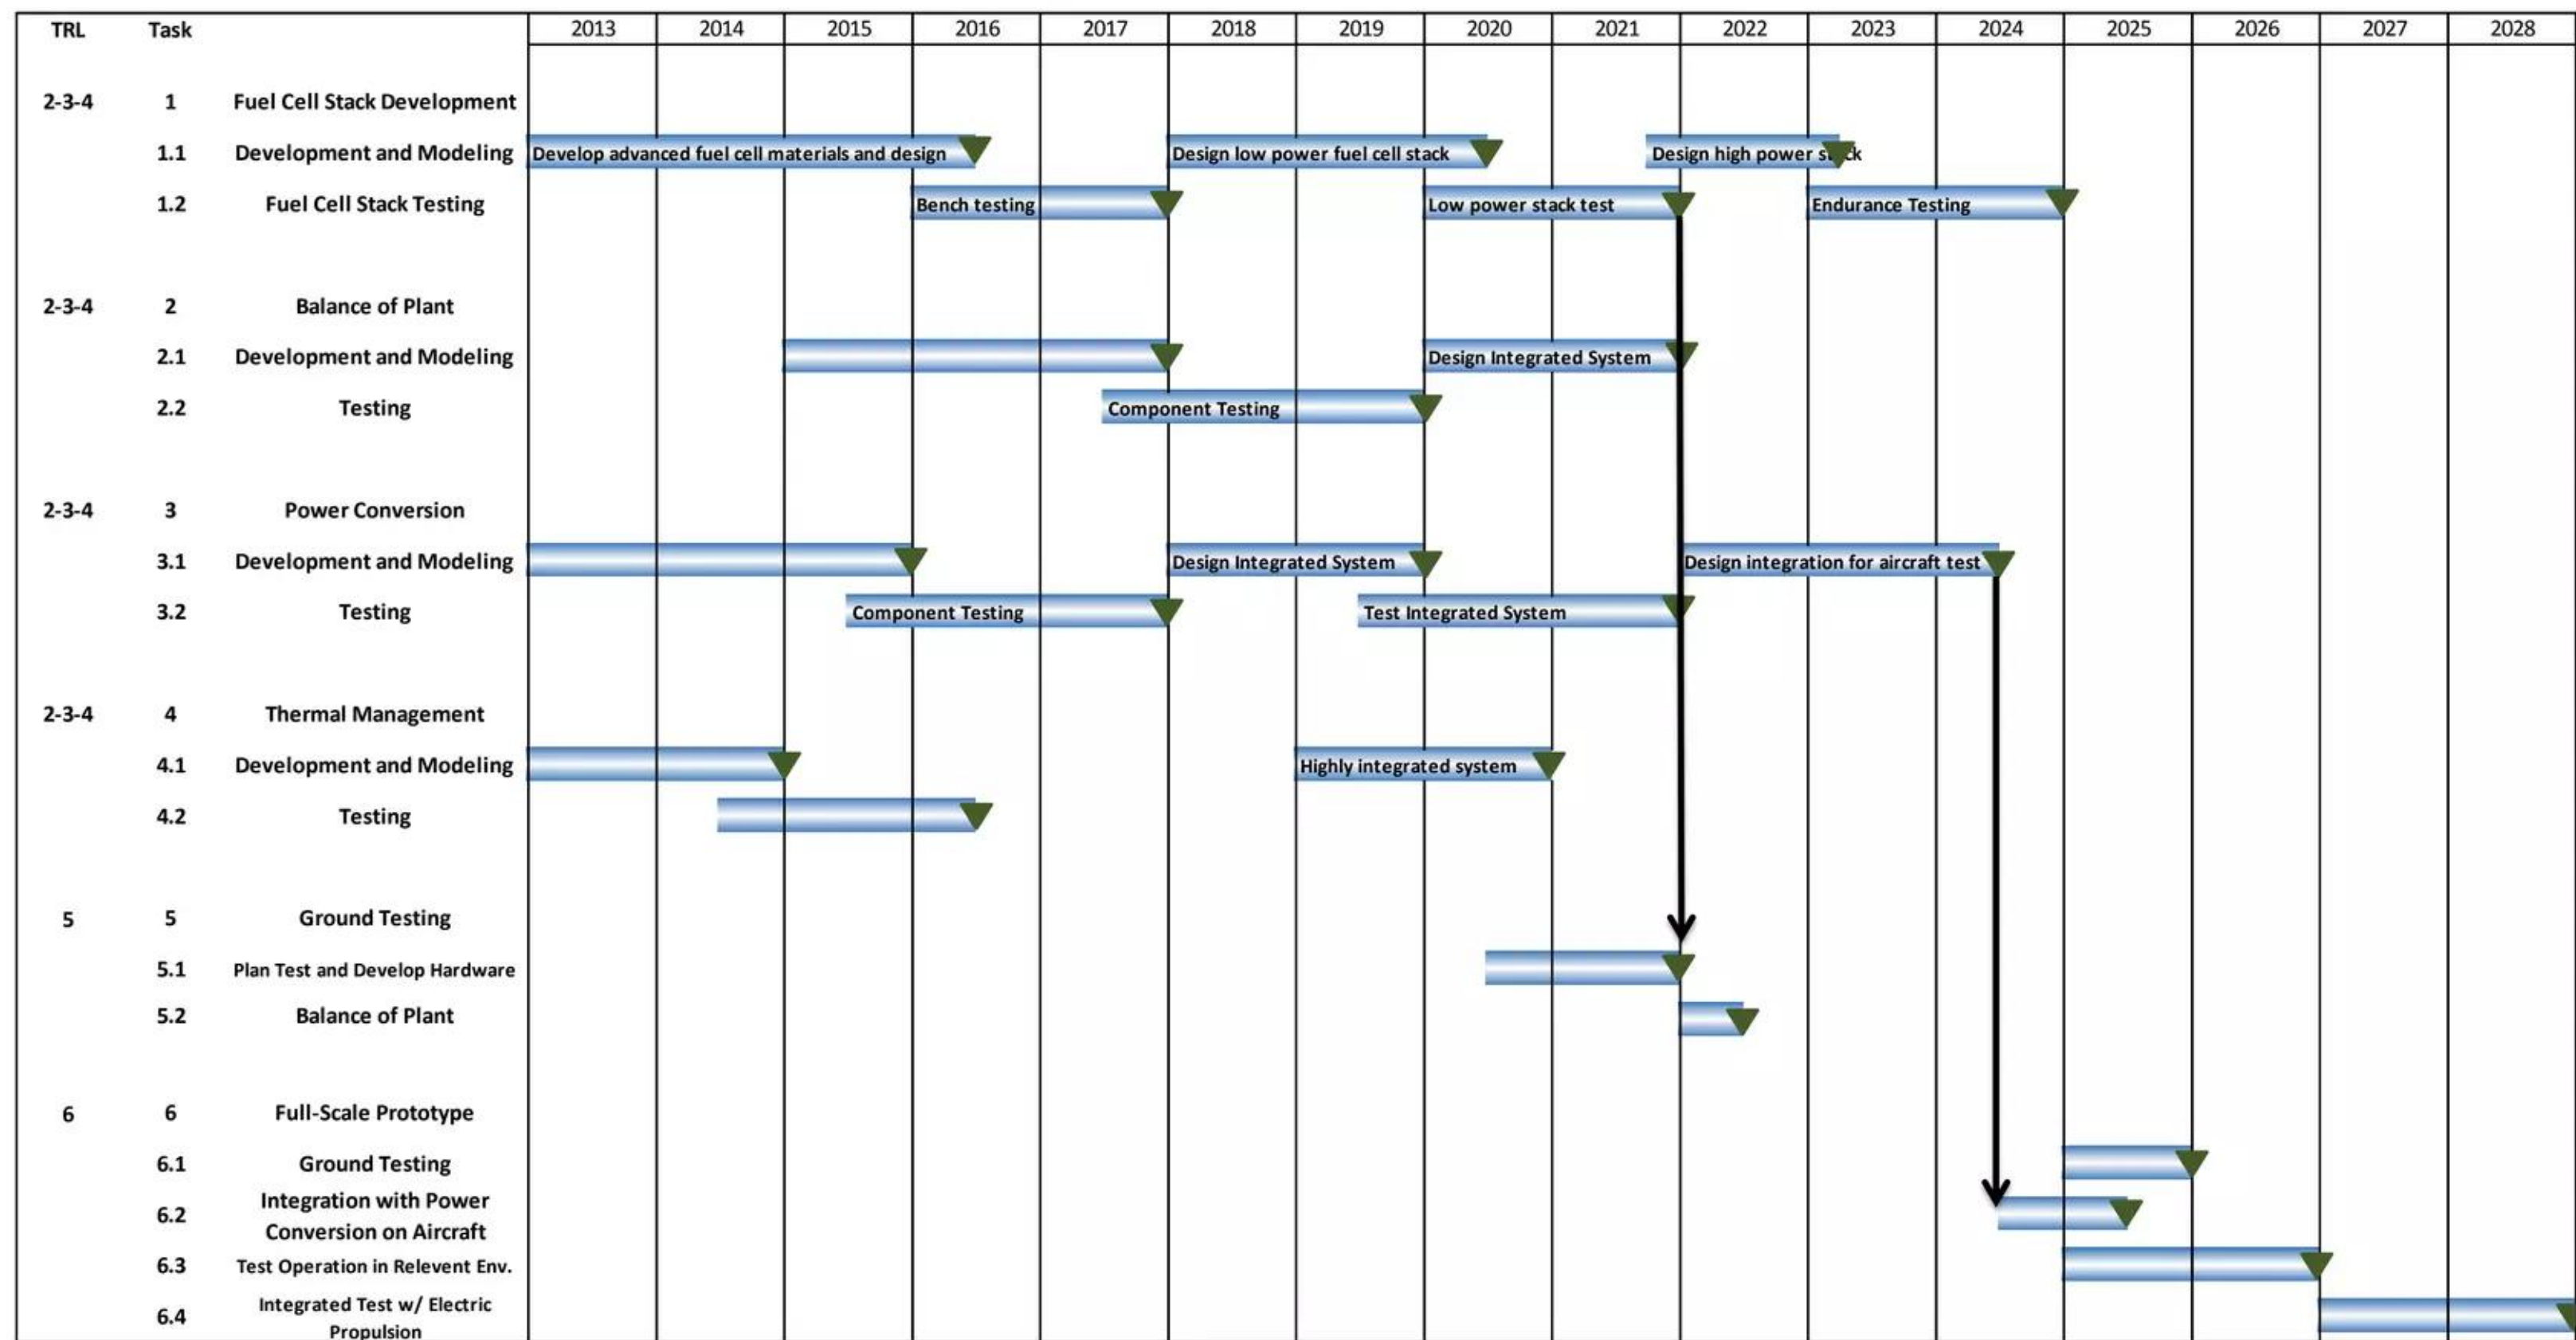 TRL Task 2013 2014 2015 2016 2017 2018 2019 2020 2021 2022 2023 2024 2025 2026 2027 2028
2-3-4 1 Fuel Cell Stack Development
1.1 Development and Modeling Develop advanced fuel cell materials and design Design low power fuel cell stack Design high power stack
1.2 Fuel Cell Stack Testing Bench testing Low power stack test Endurance Testing
2-3-4 2 Balance of Plant
2.1 Development and Modeling Design Integrated System
2.2 Testing Component Testing
2-3-4 3 Power Conversion
3.1 Development and Modeling Design Integrated System Design integration for aircraft test
3.2 Testing Component Testing Test Integrated System
2-3-4 4 Thermal Management
4.1 Development and Modeling Highly integrated system
4.2 Testing
5 5 Ground Testing
5.1 Plan Test and Develop Hardware
5.2 Balance of Plant
6 6 Full-Scale Prototype
6.1 Ground Testing
6.2 Integration with Power
Conversion on Aircraft
6.3 Test Operation in Relevent Env.
6.4 Integrated Test w/ Electric
Propulsion